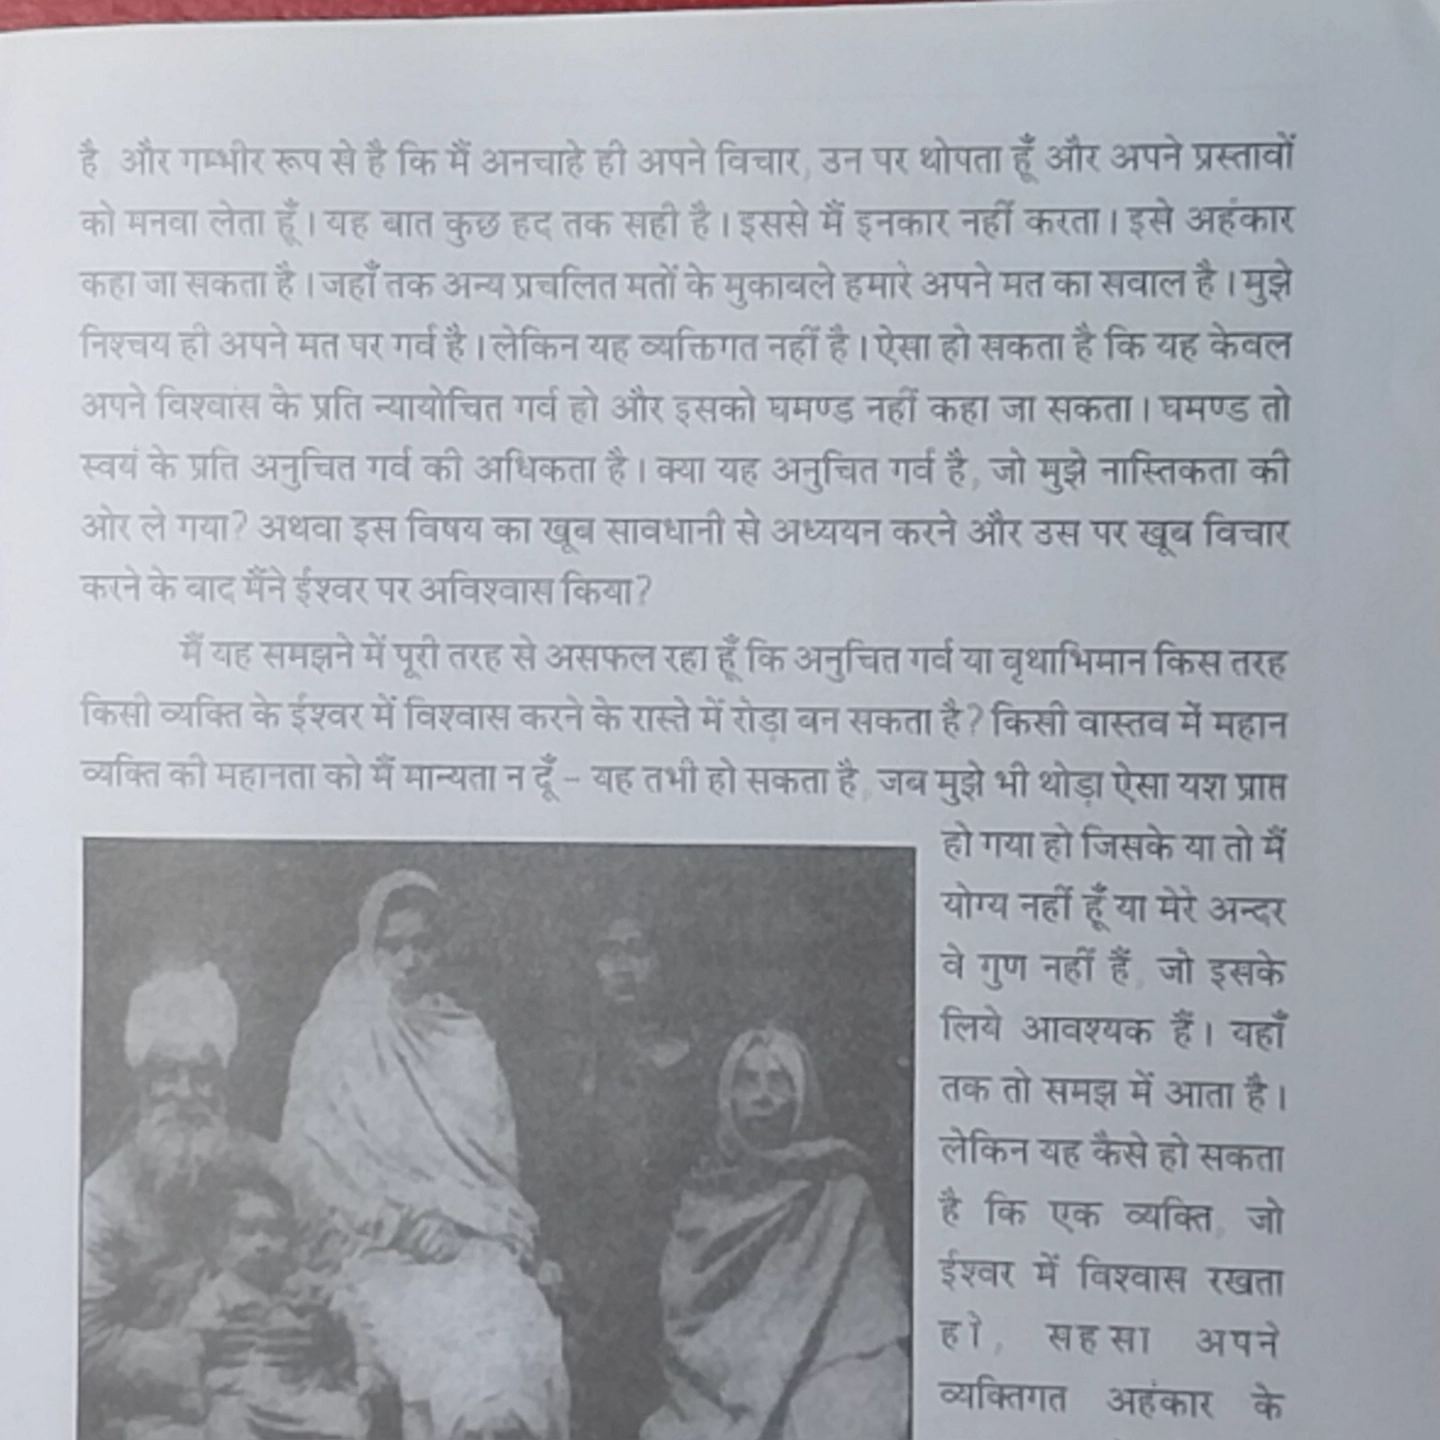 है, और गम्भीर रूप से है कि मैं अनचाहे ही अपने विचार, उन पर थोपता हूँ और अपने प्रस्तावों
को मनवा लेता हूँ। यह बात कुछ हद तक सही है। इससे मैं इनकार नहीं करता। इसे अहंकार
कहा जा सकता है। जहाँ तक अन्य प्रचलित मतों के मुकाबले हमारे अपने मत का सवाल है। मुझे
निश्चय ही अपने मत पर गर्व है। लेकिन यह व्यक्तिगत नहीं है। ऐसा हो सकता है कि यह केवल
अपने विश्वास के प्रति न्यायोचित गर्व हो और इसको घमण्ड नहीं कहा जा सकता। घमण्ड तो
स्वयं के प्रति अनुचित गर्व की अधिकता है। क्या यह अनुचित गर्व है, जो मुझे नास्तिकता की
ओर ले गया? अथवा इस विषय का खूब सावधानी से अध्ययन करने और उस पर खूब विचार
करने के बाद मैंने ईश्वर पर अविश्वास किया?
मैं यह समझने में पूरी तरह से असफल रहा हूँ कि अनुचित गर्व या वृथाभिमान किस तरह
किसी व्यक्ति के ईश्वर में विश्वास करने के रास्ते में रोड़ा बन सकता है? किसी वास्तव में महान
व्यक्ति की महानता को मैं मान्यता न दूँ – यह तभी हो सकता है, जब मुझे भी थोड़ा ऐसा यश प्राप्त
हो गया हो जिसके या तो मैं
योग्य नहीं हूँ या मेरे अन्दर
वे गुण नहीं हैं, जो इसके
लिये आवश्यक हैं। यहाँ
तक तो समझ में आता है।
लेकिन यह कैसे हो सकता
है कि एक व्यक्ति, जो
ईश्वर में विश्वास रखता
हो, सहसा अपने
व्यक्तिगत अहंकार के